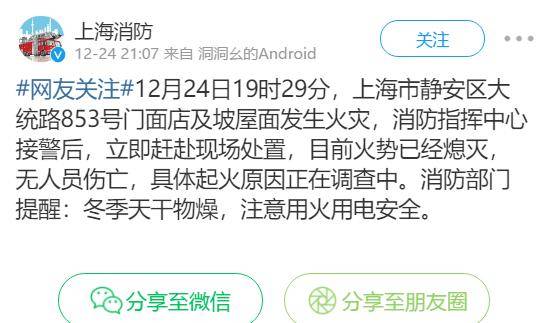 上海消防
12-24 21:07 来自 洞洞幺的Android
关注
#网友关注#12月24日19时29分，上海市静安区大
统路853号门面店及坡屋面发生火灾，消防指挥中心
接警后，立即赶赴现场处置，目前火势已经熄灭，
无人员伤亡，具体起火原因正在调查中。消防部门
提醒：冬季天干物燥，注意用火用电安全。
分享至微信
分享至朋友圈